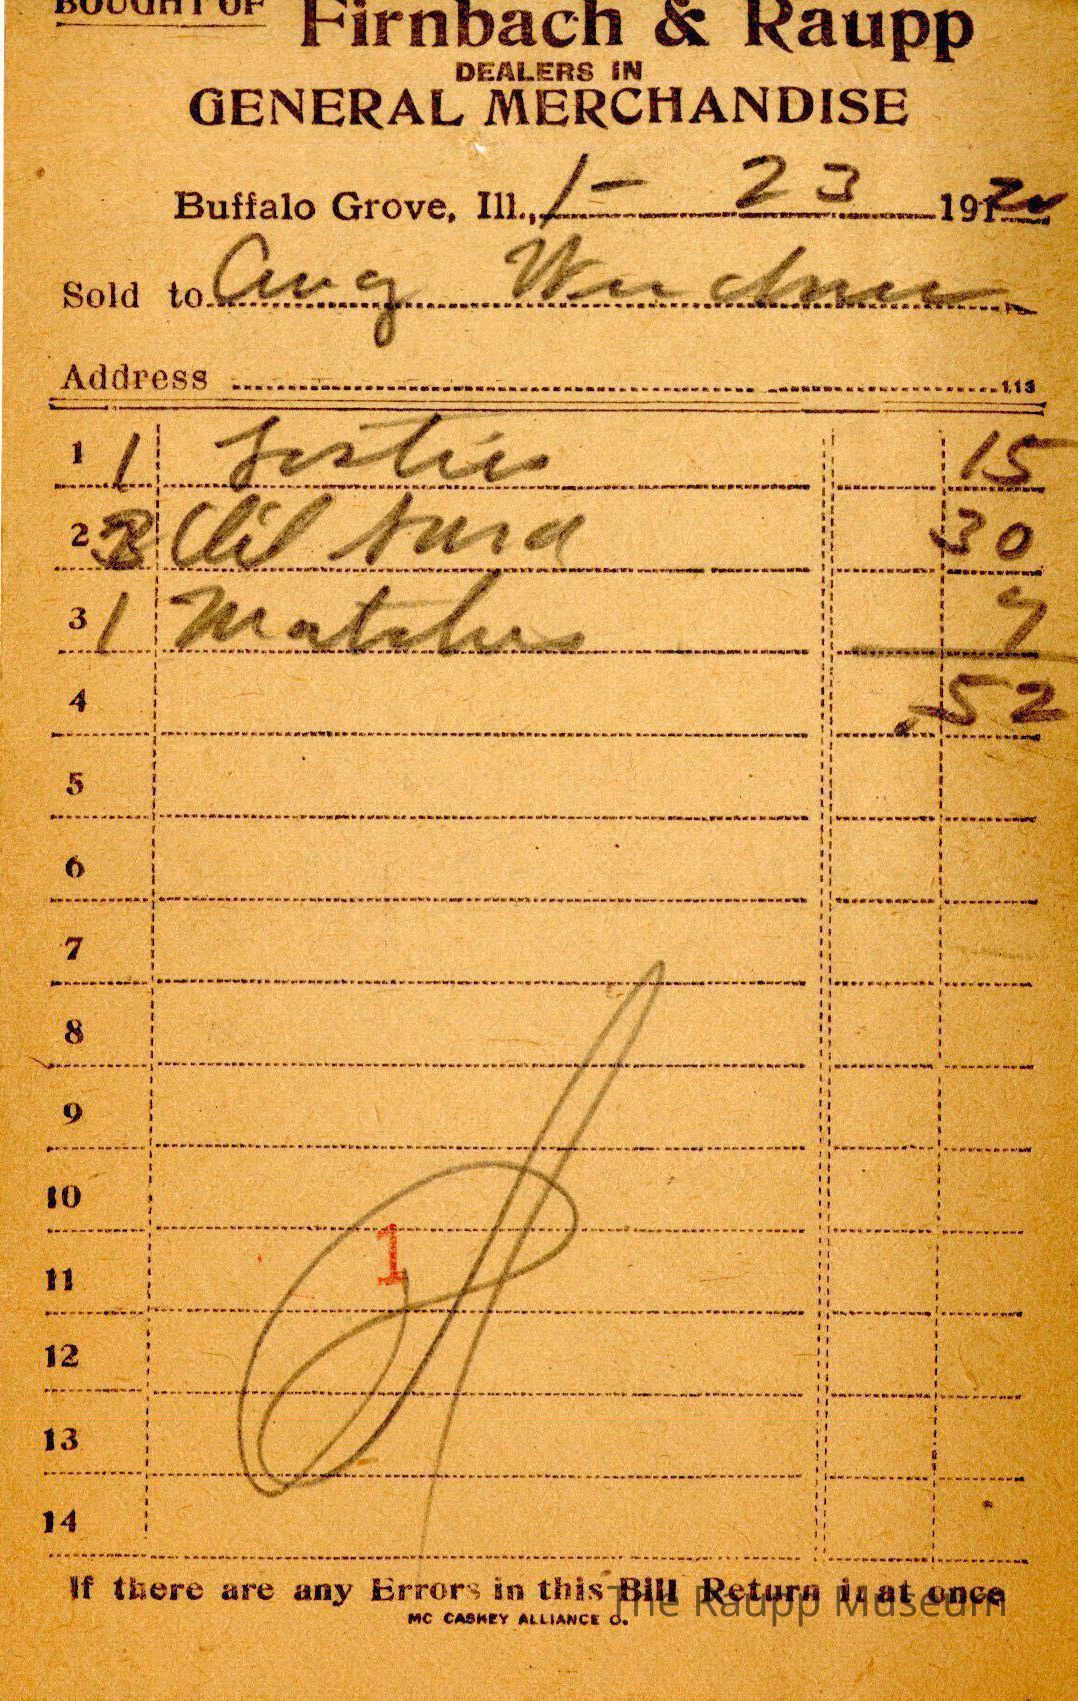 BOUGHT OF Firnbach & Raupp
DEALERS IN
GENERAL MERCHANDISE
Buffalo Grove, Ill., 1- 23 1920
Sold to Aug
Address 113
1 1 15
2 3 30
3 1 Matches 7
4 .52
5
6
7
8
9
10
1
11
12
13
14
If there are any Errors in this Bill Return it at once
The Raupp Museum
MC CASKEY ALLIANCE O.